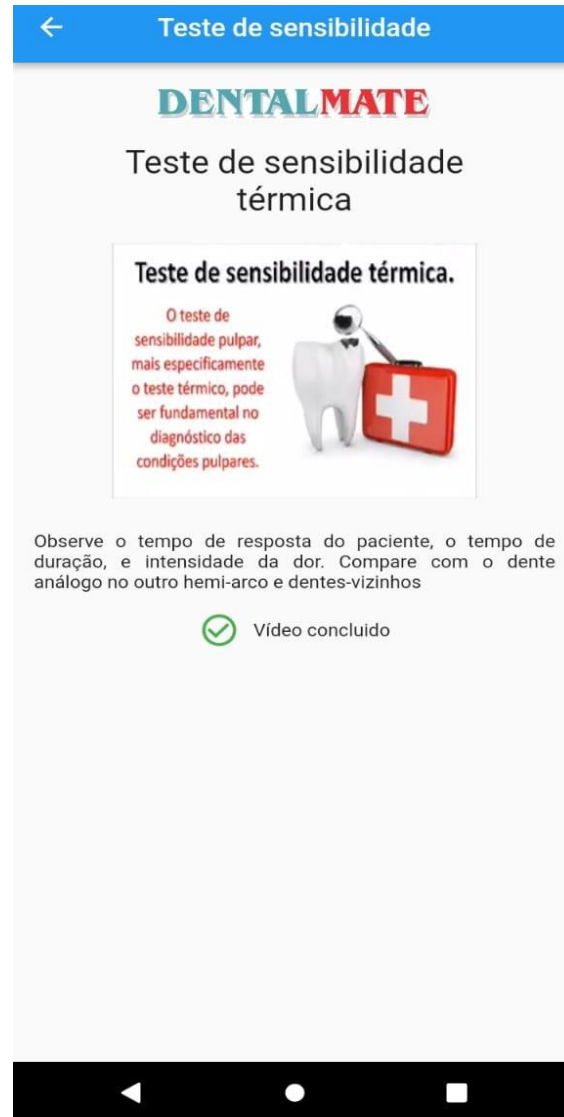 Teste de sensibilidade
DENTALMATE
Teste de sensibilidade
térmica
Teste de sensibilidade térmica.
O teste de
sensibilidade pulpar,
mais especificamente
o teste térmico, pode
ser fundamental no
diagnóstico das
condições pulpares.
Observe o tempo de resposta do paciente, o tempo de
duração, e intensidade da dor. Compare com o dente
análogo no outro hemi-arco e dentes-vizinhos
Vídeo concluido